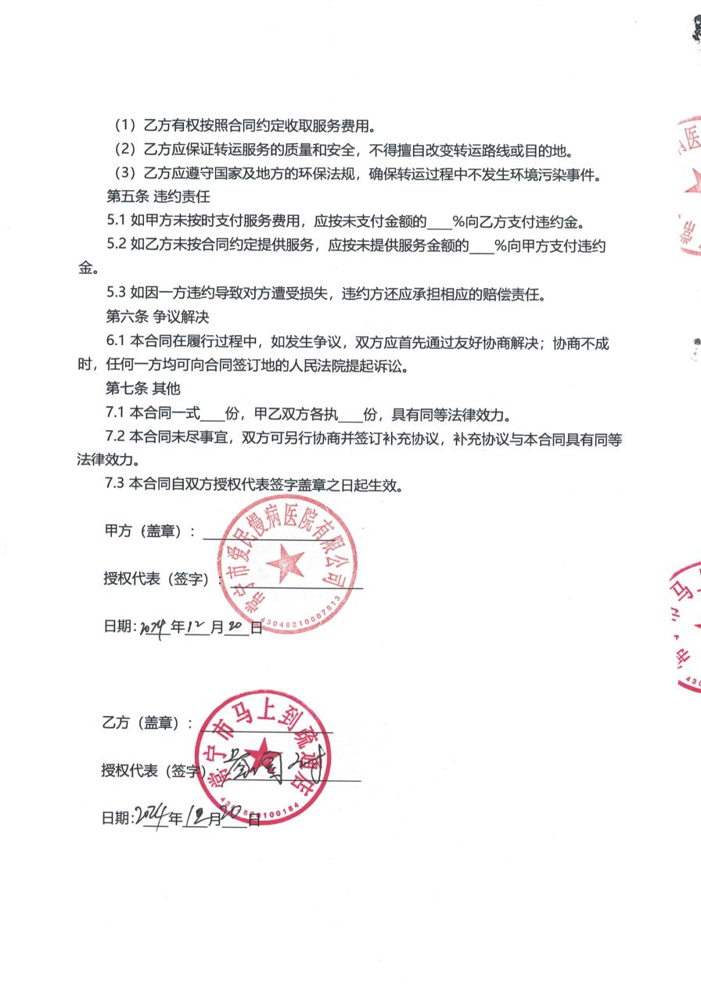 （1）乙方有权按照合同约定收取服务费用。
（2）乙方应保证转运服务的质量和安全，不得擅自改变转运路线或目的地。
（3）乙方应遵守国家及地方的环保法规，确保转运过程中不发生环境污染事件。
第五条 违约责任
5.1 如甲方未按时支付服务费用，应按未支付金额的____%向乙方支付违约金。
5.2 如乙方未按合同约定提供服务，应按未提供服务金额的____%向甲方支付违约
金。
5.3 如因一方违约导致对方遭受损失，违约方还应承担相应的赔偿责任。
第六条 争议解决
6.1 本合同在履行过程中，如发生争议，双方应首先通过友好协商解决；协商不成
时，任何一方均可向合同签订地的人民法院提起诉讼。
第七条 其他
7.1 本合同一式____份，甲乙双方各执____份，具有同等法律效力。
7.2 本合同未尽事宜，双方可另行协商并签订补充协议，补充协议与本合同具有同等
法律效力。
7.3 本合同自双方授权代表签字盖章之日起生效。
甲方（盖章）：
常宁市爱民慢病医院有限公司
授权代表（签字）：
43048210007813
日期：2024年12月20日
乙方（盖章）：
常宁市马上到疏通店
授权代表（签字）：
日期：2024年12月20日